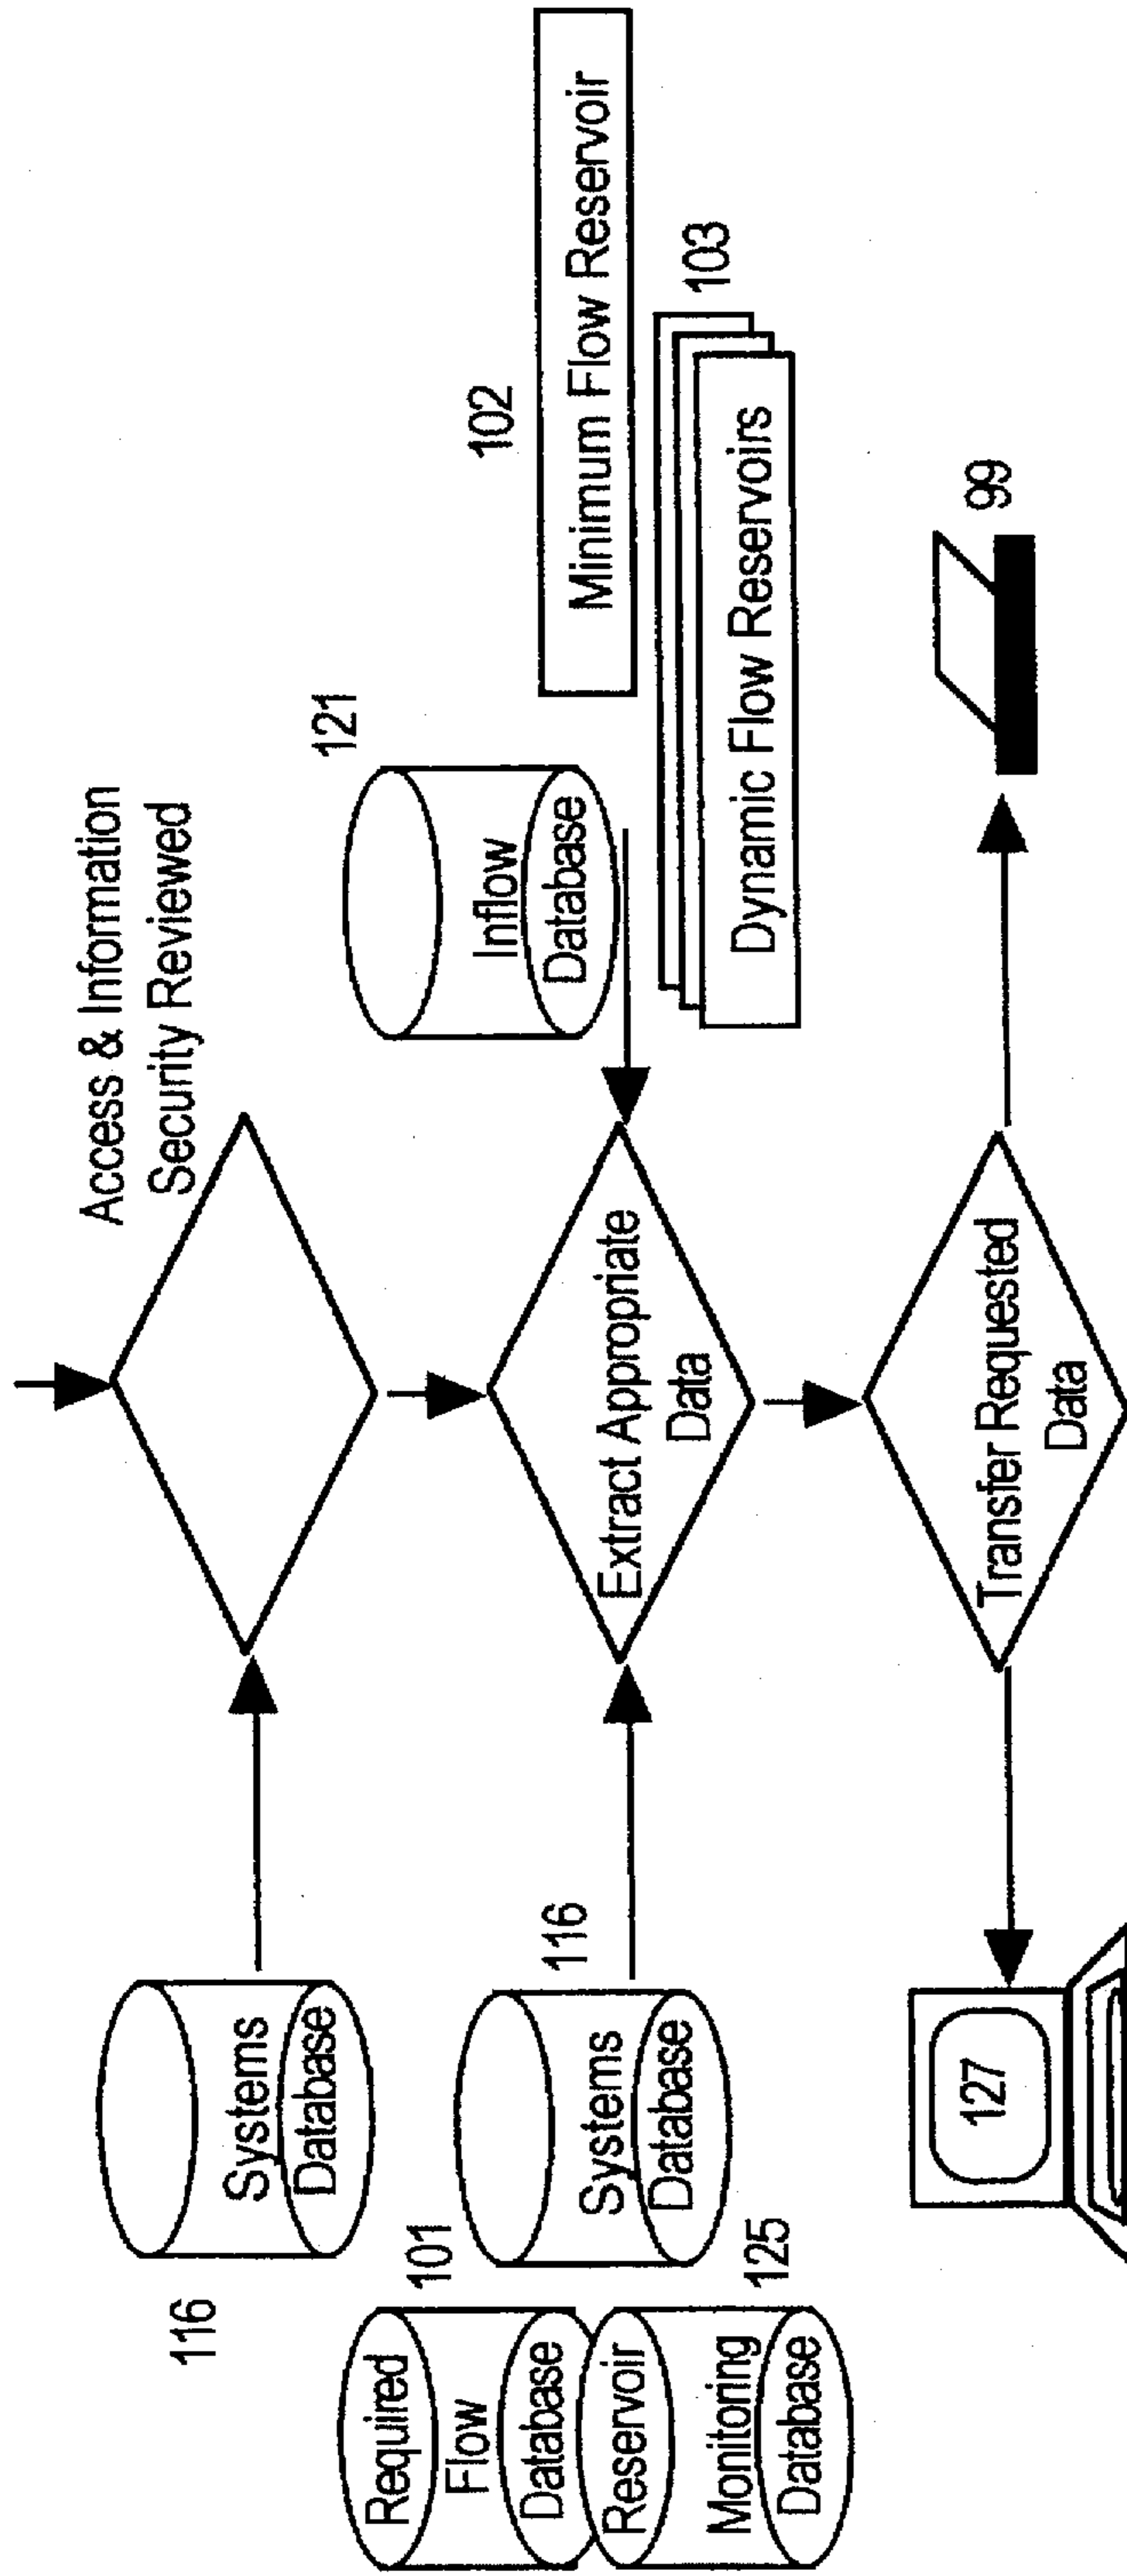 Access & Information
Security Reviewed
116
Systems
Database
121
Inflow
Database
102
Minimum Flow Reservoir
103
Dynamic Flow Reservoirs
101
Required
Flow
Database
116
Systems
Database
125
Reservoir
Monitoring
Database
Extract Appropriate
Data
127
Transfer Requested
Data
99